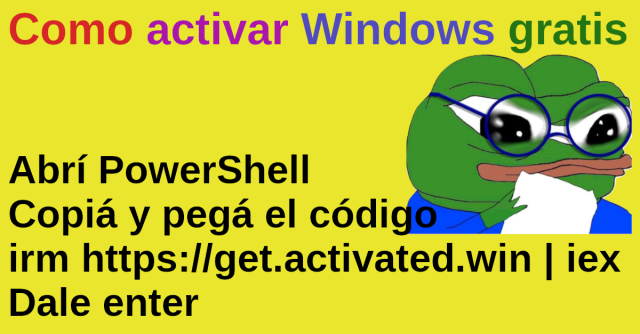 Como activar Windows gratis
Abrí PowerShell
Copiá y pegá el código
irm https://get.activated.win | iex
Dale enter